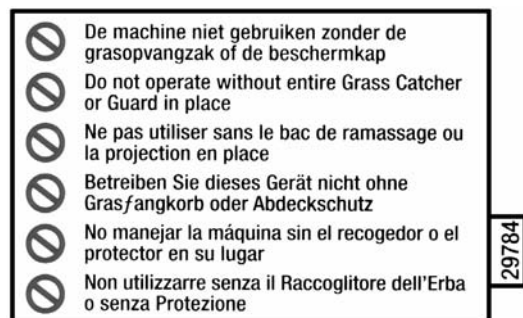 De machine niet gebruiken zonder de
grasopvangzak of de beschermkap
Do not operate without entire Grass Catcher
or Guard in place
Ne pas utiliser sans le bac de ramassage ou
la projection en place
Betreiben Sie dieses Gerät nicht ohne
Grasƒangkorb oder Abdeckschutz
No manejar la máquina sin el recogedor o el
protector en su lugar
Non utilizzarre senza il Raccoglitore dell'Erba
o senza Protezione
29784